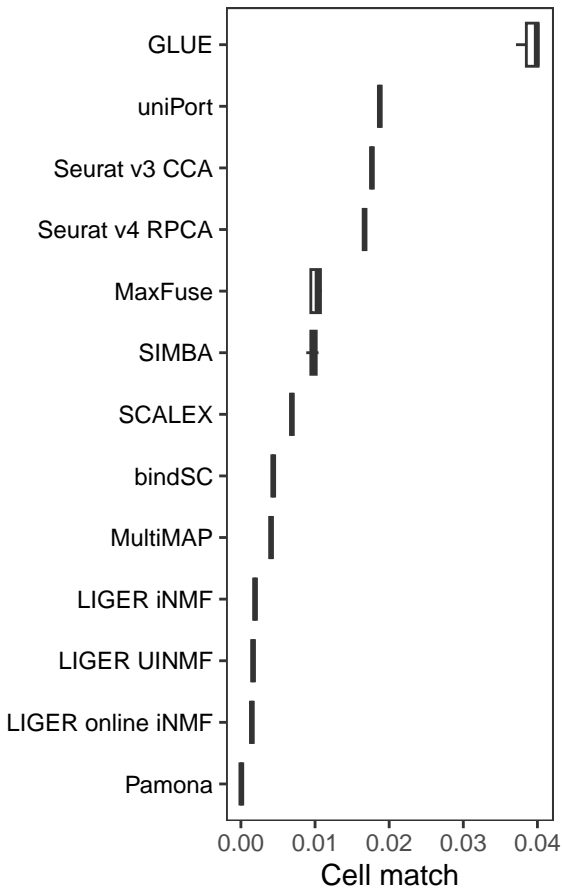 GLUE
uniPort
Seurat v3 CCA
Seurat v4 RPCA
MaxFuse
SIMBA
SCALEX
bindSC
MultiMAP
LIGER iNMF
LIGER UINMF
LIGER online iNMF
Pamona
0.00 0.01 0.02 0.03 0.04
Cell match